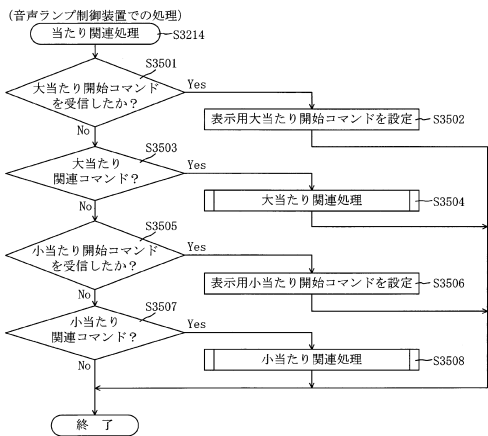 (音声ランプ制御装置での処理)
当たり関連処理
S3214
S3501
大当たり開始コマンド
を受信したか?
Yes
表示用大当たり開始コマンドを設定
S3502
No
S3503
大当たり
関連コマンド?
Yes
大当たり関連処理
S3504
No
S3505
小当たり開始コマンド
を受信したか?
Yes
表示用小当たり開始コマンドを設定
S3506
No
S3507
小当たり
関連コマンド?
Yes
小当たり関連処理
S3508
No
終 了